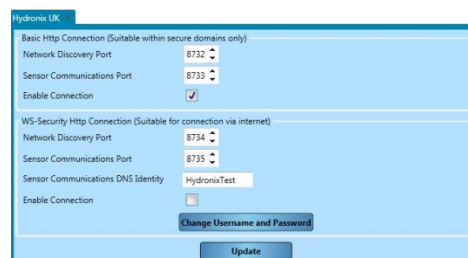 Hydronix UK
Basic Http Connection (Suitable within secure domains only)
Network Discovery Port 8732
Sensor Communications Port 8733
Enable Connection
WS-Security Http Connection (Suitable for connection via internet)
Network Discovery Port 8734
Sensor Communications Port 8735
Sensor Communications DNS Identity HydronixTest
Enable Connection
Change Username and Password
Update